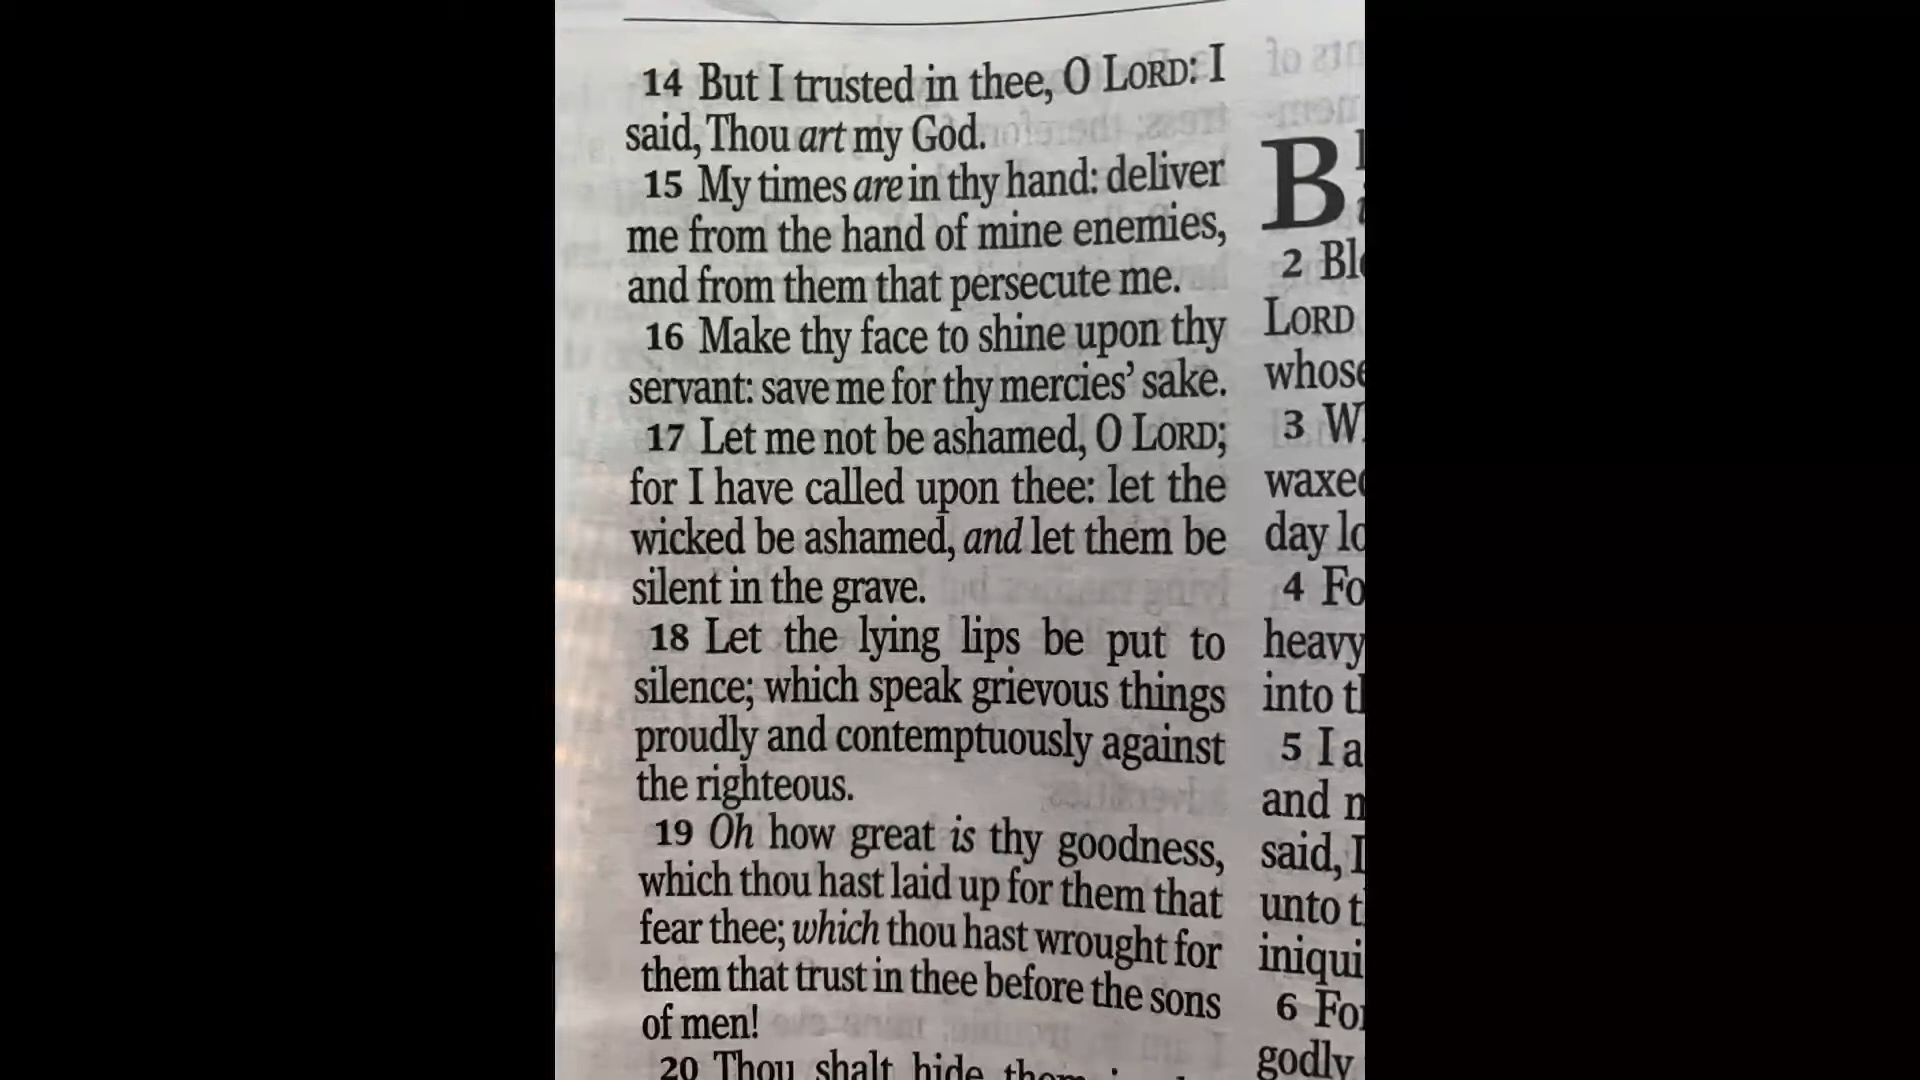 14 But I trusted in thee, O LORD: I
said, Thou art my God.
15 My times are in thy hand: deliver
me from the hand of mine enemies,
and from them that persecute me.
16 Make thy face to shine upon thy
servant: save me for thy mercies’ sake.
17 Let me not be ashamed, O LORD;
for I have called upon thee: let the
wicked be ashamed, and let them be
silent in the grave.
18 Let the lying lips be put to
silence; which speak grievous things
proudly and contemptuously against
the righteous.
19 Oh how great is thy goodness,
which thou hast laid up for them that
fear thee; which thou hast wrought for
them that trust in thee before the sons
of men!
20 Thou shalt hide them
B
2
LORD
3
day
4
heavy
into
5 I
and
said, I
unto
6
godly